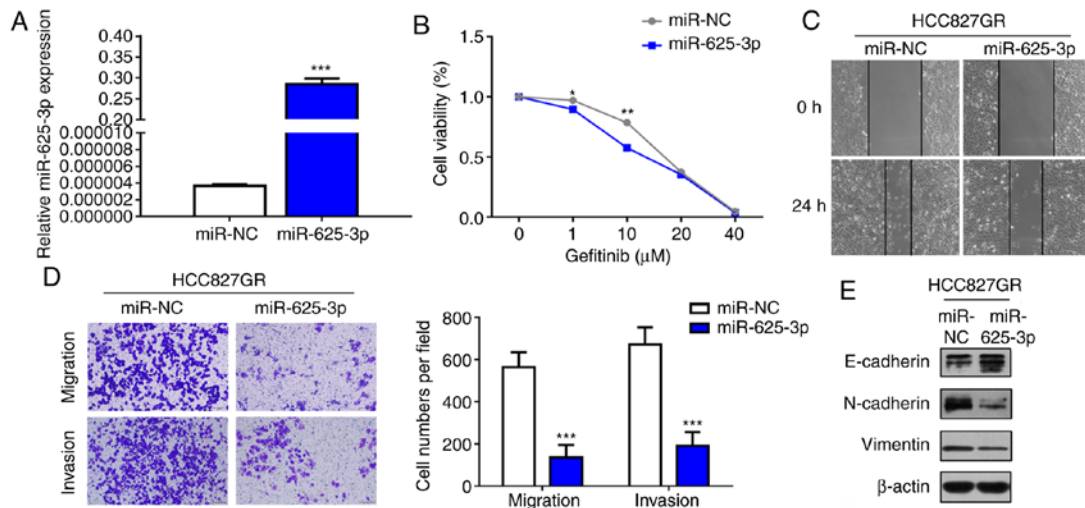 A
Relative miR-625-3p expression
0.40
0.35
0.30
0.25
0.20
0.000010
0.000008
0.000006
0.000004
0.000002
0.000000
***
miR-NC
miR-625-3p
B
miR-NC
miR-625-3p
Cell viability (%)
1.5
1.0
0.5
0.0
*
**
0
1
10
20
40
Gefitinib (μM)
C
HCC827GR
miR-NC
miR-625-3p
0 h
24 h
D
HCC827GR
miR-NC
miR-625-3p
Migration
Invasion
miR-NC
miR-625-3p
Cell numbers per field
800
600
400
200
0
***
***
Migration
Invasion
E
HCC827GR
miR-
NC
miR-
625-3p
E-cadherin
N-cadherin
Vimentin
β-actin